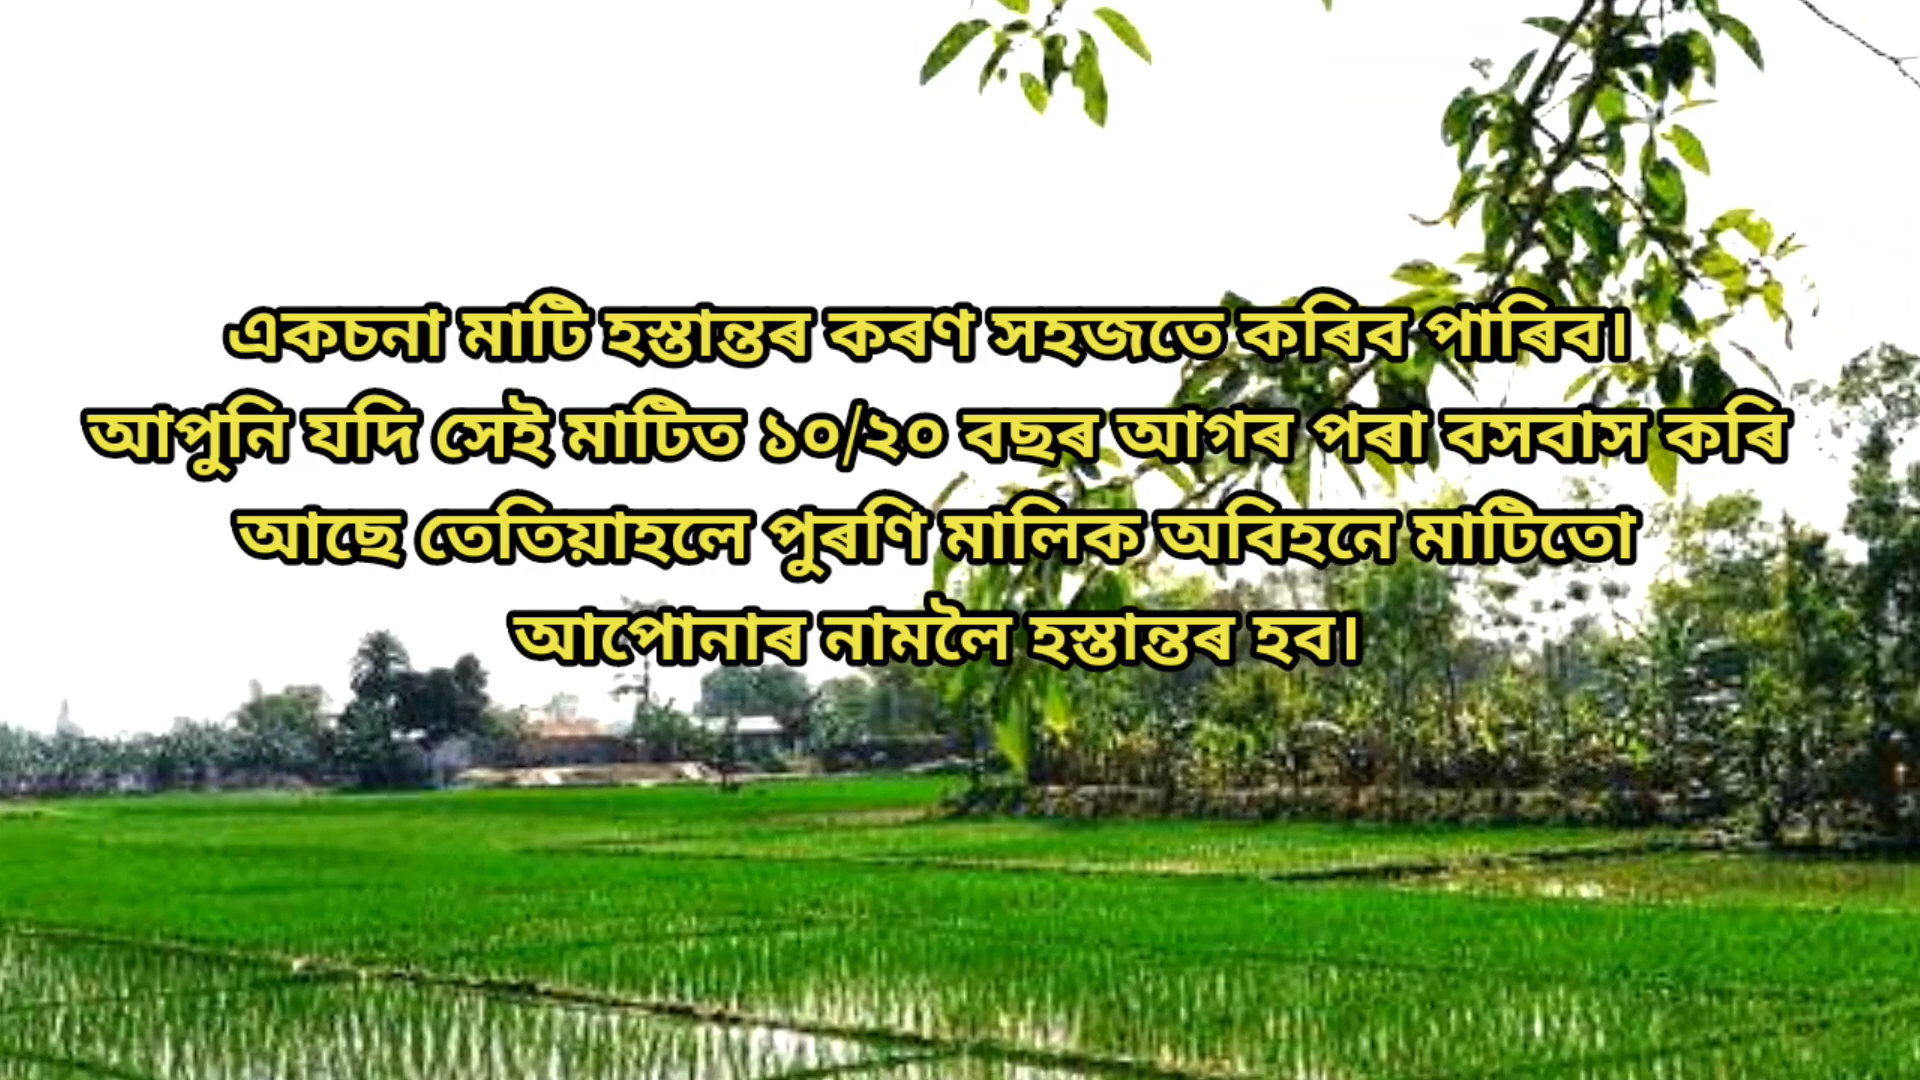 একচনা মাটি হস্তান্তৰ কৰণ সহজতে কৰিব পাৰিব।
আপুনি যদি সেই মাটিত ১০/২০ বছৰ আগৰ পৰা বসবাস কৰি
আছে তেতিয়াহলে পুৰণি মালিক অবিহনে মাটিতো
আপোনাৰ নামলৈ হস্তান্তৰ হব।